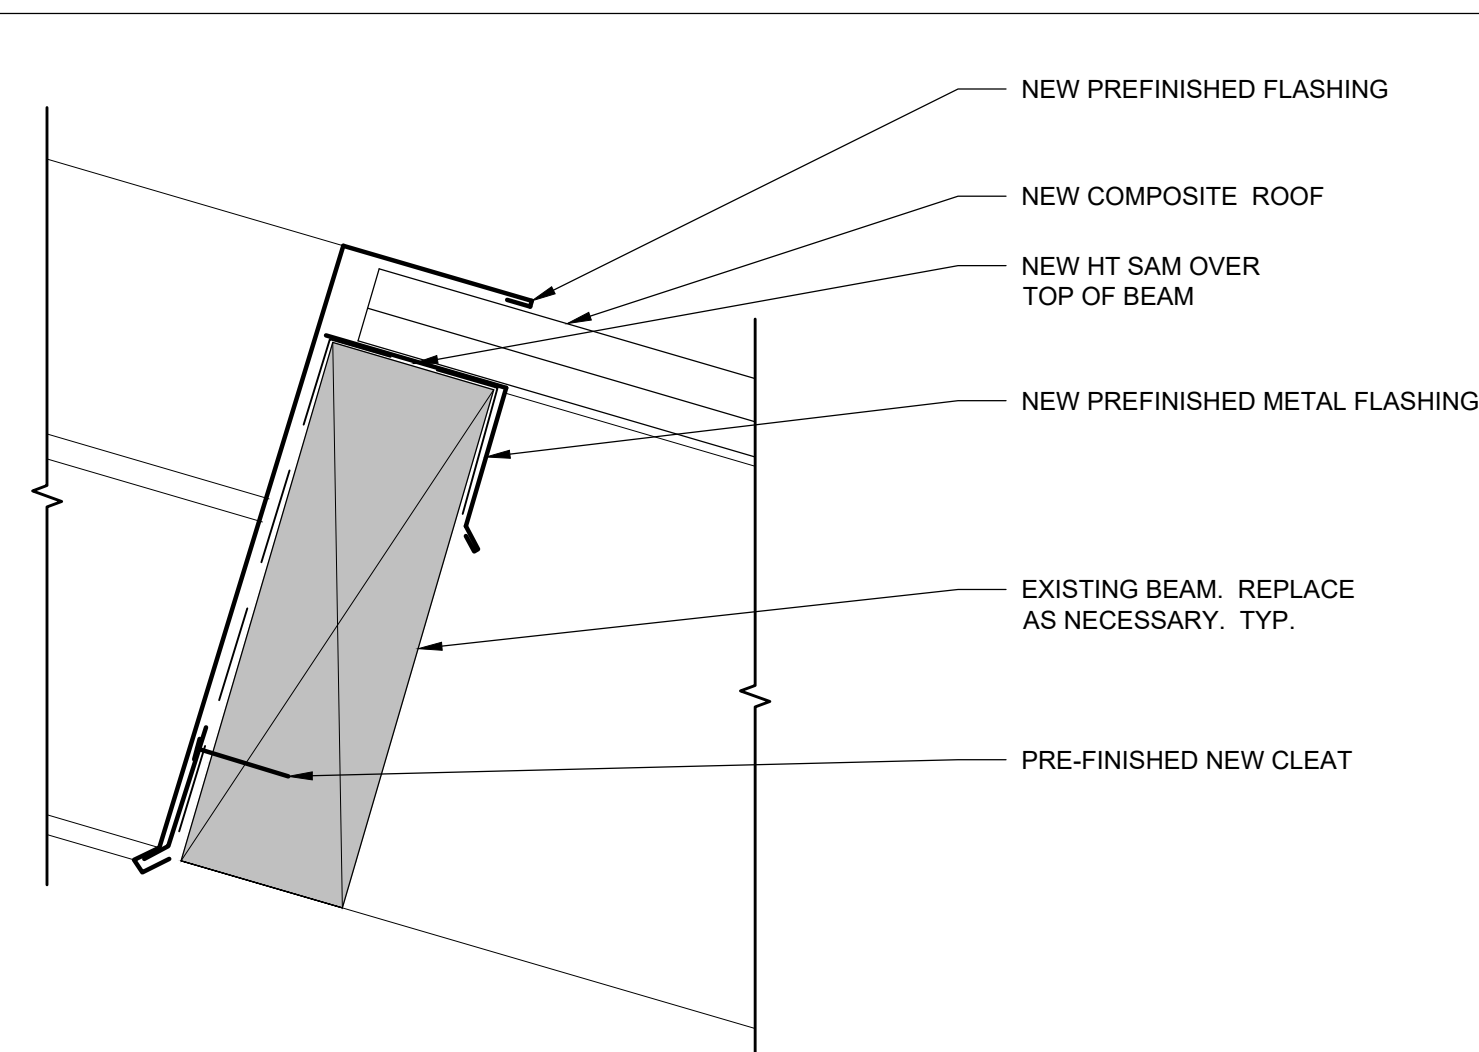 NEW PREFINISHED FLASHING
NEW COMPOSITE ROOF
NEW HT SAM OVER
TOP OF BEAM
NEW PREFINISHED METAL FLASHING
EXISTING BEAM. REPLACE
AS NECESSARY. TYP.
PRE-FINISHED NEW CLEAT